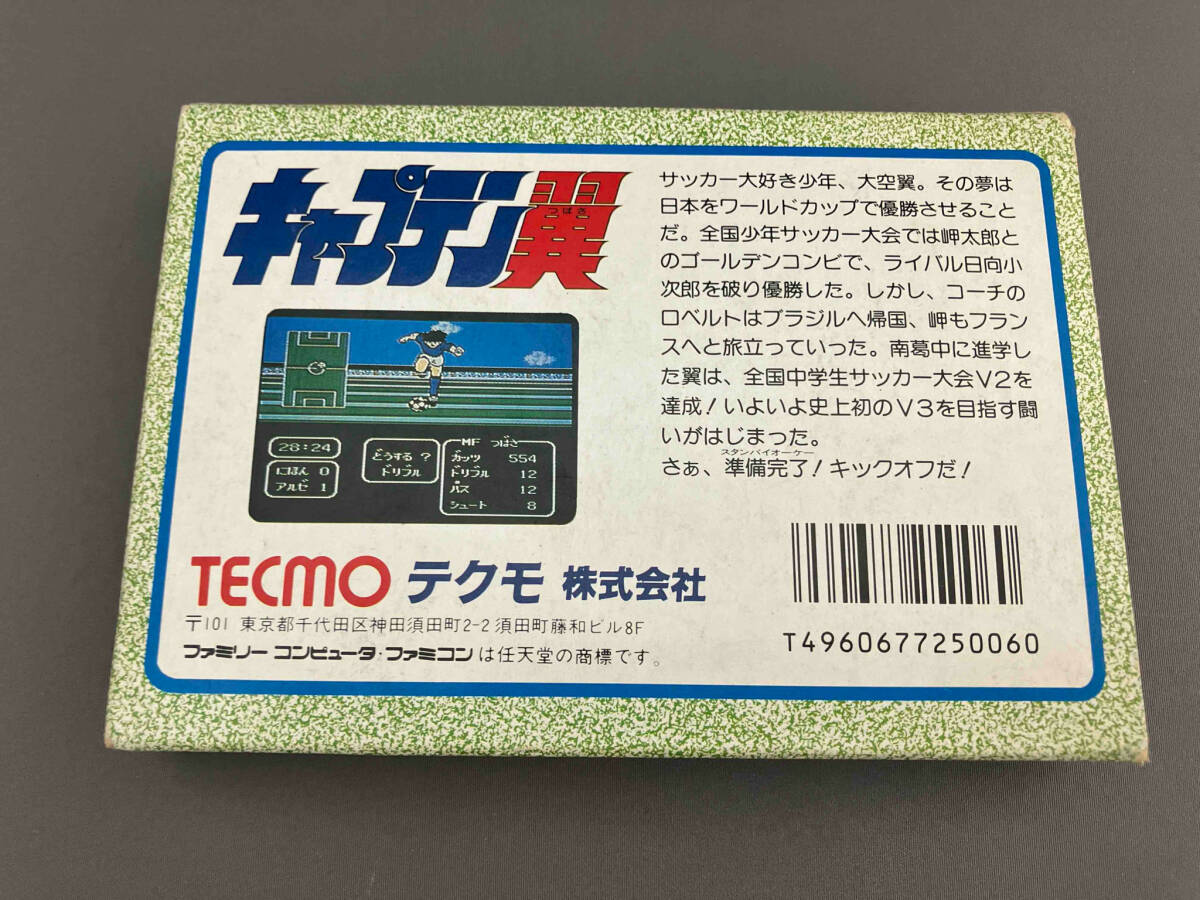 キャプテン翼
つばさ
サッカー大好き少年、大空翼。その夢は
日本をワールドカップで優勝させること
だ。全国少年サッカー大会では岬太郎と
のゴールデンコンビで、ライバル日向小
次郎を破り優勝した。しかし、コーチの
ロベルトはブラジルへ帰国、岬もフラン
スへと旅立っていった。南葛中に進学し
た翼は、全国中学生サッカー大会V2を
達成！いよいよ史上初のV3を目指す闘
いがはじまった。
スタンバイオーケー
さぁ、準備完了！キックオフだ！
28:24
にほん 0
アルゼ 1
どうする ?
ドリブル
MF つばさ
ガッツ 554
ドリブル 12
パス 12
シュート 8
TECMO テクモ 株式会社
〒101 東京都千代田区神田須田町2-2 須田町藤和ビル8F
ファミリー コンピュータ・ファミコン は任天堂の商標です。
T4960677250060